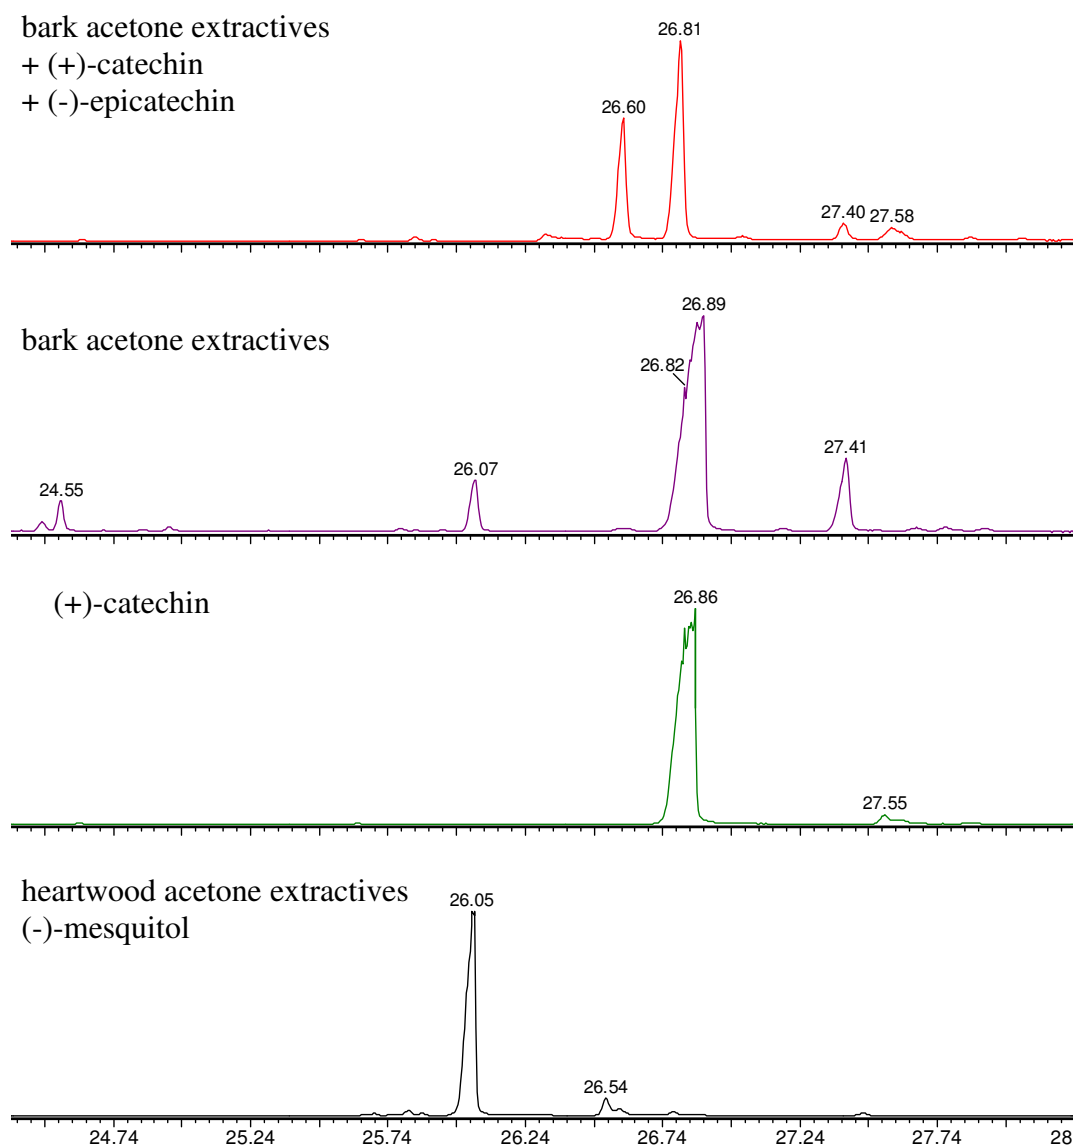 bark acetone extractives
+ (+)-catechin
+ (-)-epicatechin
26.81
26.60
27.40 27.58
bark acetone extractives
26.89
26.82
27.41
26.07
24.55
(+)-catechin
26.86
27.55
heartwood acetone extractives
(-)-mesquitol
26.05
26.54
24.74 25.24 25.74 26.24 26.74 27.24 27.74 28